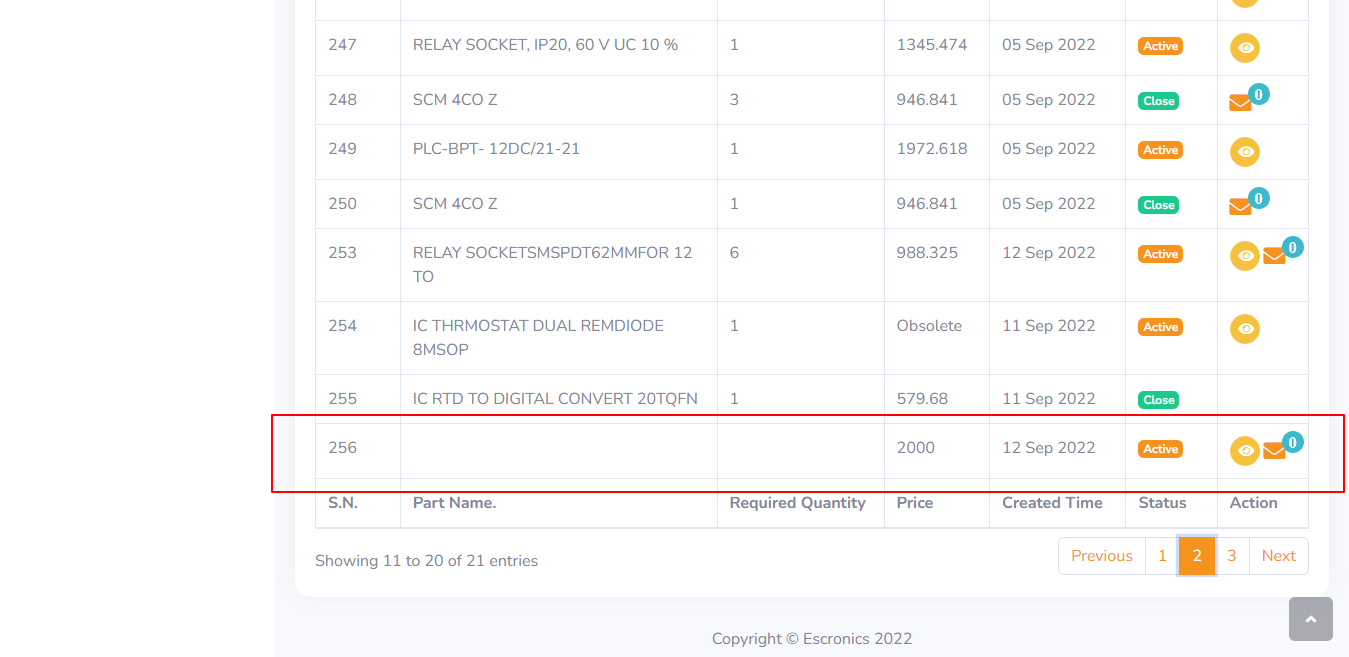 247 RELAY SOCKET, IP20, 60 V UC 10 % 1 1345.474 05 Sep 2022 Active
248 SCM 4CO Z 3 946.841 05 Sep 2022 Close 0
249 PLC-BPT- 12DC/21-21 1 1972.618 05 Sep 2022 Active
250 SCM 4CO Z 1 946.841 05 Sep 2022 Close 0
253 RELAY SOCKETSMSPDT62MMFOR 12 6 988.325 12 Sep 2022 Active 0
TO
254 IC THRMOSTAT DUAL REMDIODE 1 Obsolete 11 Sep 2022 Active
8MSOP
255 IC RTD TO DIGITAL CONVERT 20TQFN 1 579.68 11 Sep 2022 Close
256 2000 12 Sep 2022 Active 0
S.N. Part Name. Required Quantity Price Created Time Status Action
Showing 11 to 20 of 21 entries Previous 1 2 3 Next
Copyright © Escronics 2022